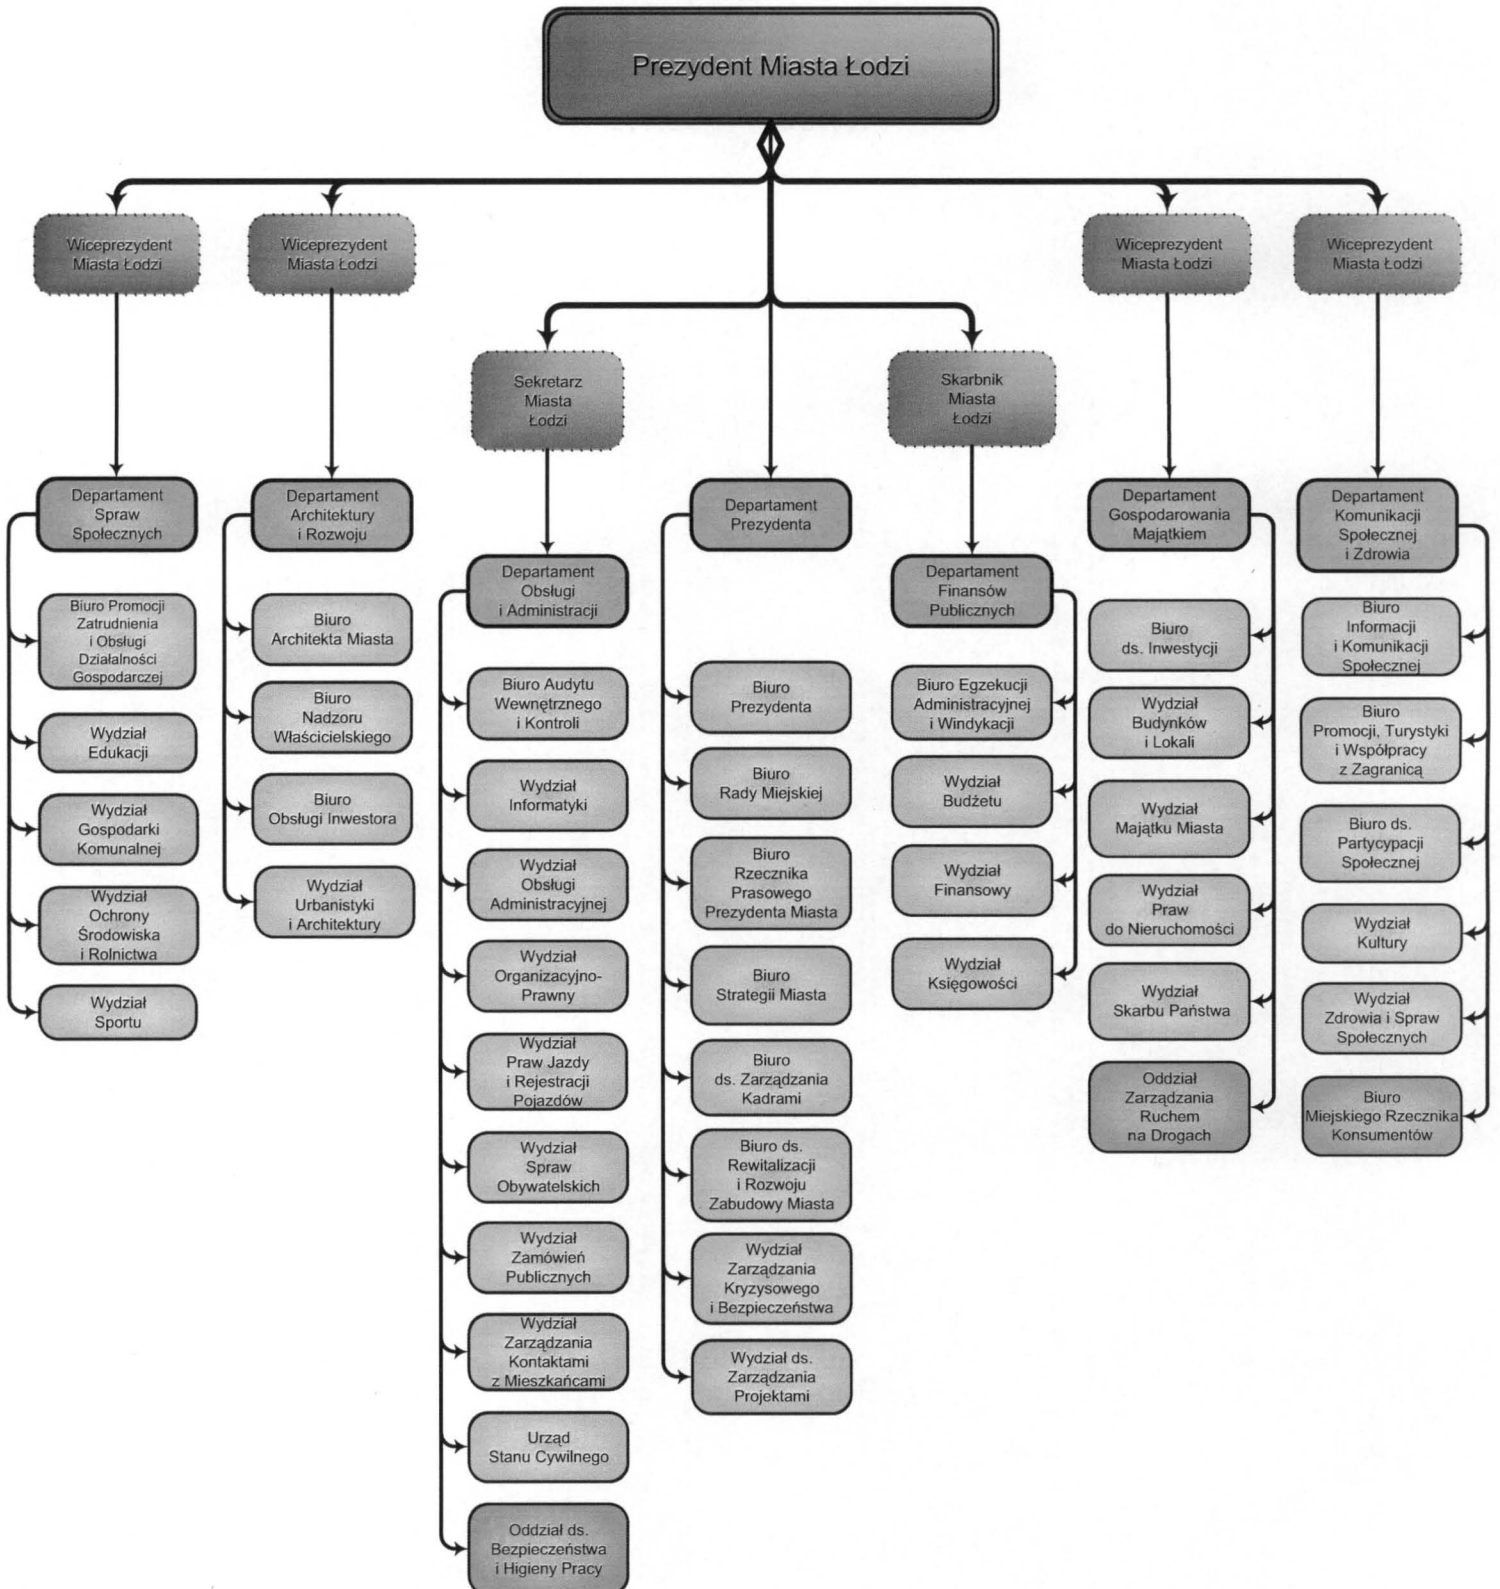 Prezydent Miasta Łodzi
Wiceprezydent
Miasta Łodzi
Wiceprezydent
Miasta Łodzi
Wiceprezydent
Miasta Łodzi
Wiceprezydent
Miasta Łodzi
Sekretarz
Miasta
Łodzi
Skarbnik
Miasta
Łodzi
Departament
Spraw
Społecznych
Biuro Promocji
Zatrudnienia
i Obsługi
Działalności
Gospodarczej
Wydział
Edukacji
Wydział
Gospodarki
Komunalnej
Wydział
Ochrony
Środowiska
i Rolnictwa
Wydział
Sportu
Departament
Architektury
i Rozwoju
Biuro
Architekta Miasta
Biuro
Nadzoru
Właścicielskiego
Biuro
Obsługi Inwestora
Wydział
Urbanistyki
i Architektury
Departament
Obsługi
i Administracji
Biuro Audytu
Wewnętrznego
i Kontroli
Wydział
Informatyki
Wydział
Obsługi
Administracyjnej
Wydział
Organizacyjno-
Prawny
Wydział
Praw Jazdy
i Rejestracji
Pojazdów
Wydział
Spraw
Obywatelskich
Wydział
Zamówień
Publicznych
Wydział
Zarządzania
Kontaktami
z Mieszkańcami
Urząd
Stanu Cywilnego
Oddział ds.
Bezpieczeństwa
i Higieny Pracy
Departament
Prezydenta
Biuro
Prezydenta
Biuro
Rady Miejskiej
Biuro
Rzecznika
Prasowego
Prezydenta Miasta
Biuro
Strategii Miasta
Biuro
ds. Zarządzania
Kadrami
Biuro ds.
Rewitalizacji
i Rozwoju
Zabudowy Miasta
Wydział
Zarządzania
Kryzysowego
i Bezpieczeństwa
Wydział ds.
Zarządzania
Projektami
Departament
Finansów
Publicznych
Biuro Egzekucji
Administracyjnej
i Windykacji
Wydział
Budżetu
Wydział
Finansowy
Wydział
Księgowości
Departament
Gospodarowania
Majątkiem
Biuro
ds. Inwestycji
Wydział
Budynków
i Lokali
Wydział
Majątku Miasta
Wydział
Praw
do Nieruchomości
Wydział
Skarbu Państwa
Oddział
Zarządzania
Ruchem
na Drogach
Departament
Komunikacji
Społecznej
i Zdrowia
Biuro
Informacji
i Komunikacji
Społecznej
Biuro
Promocji, Turystyki
i Współpracy
z Zagranicą
Biuro ds.
Partycypacji
Społecznej
Wydział
Kultury
Wydział
Zdrowia i Spraw
Społecznych
Biuro
Miejskiego Rzecznika
Konsumentów